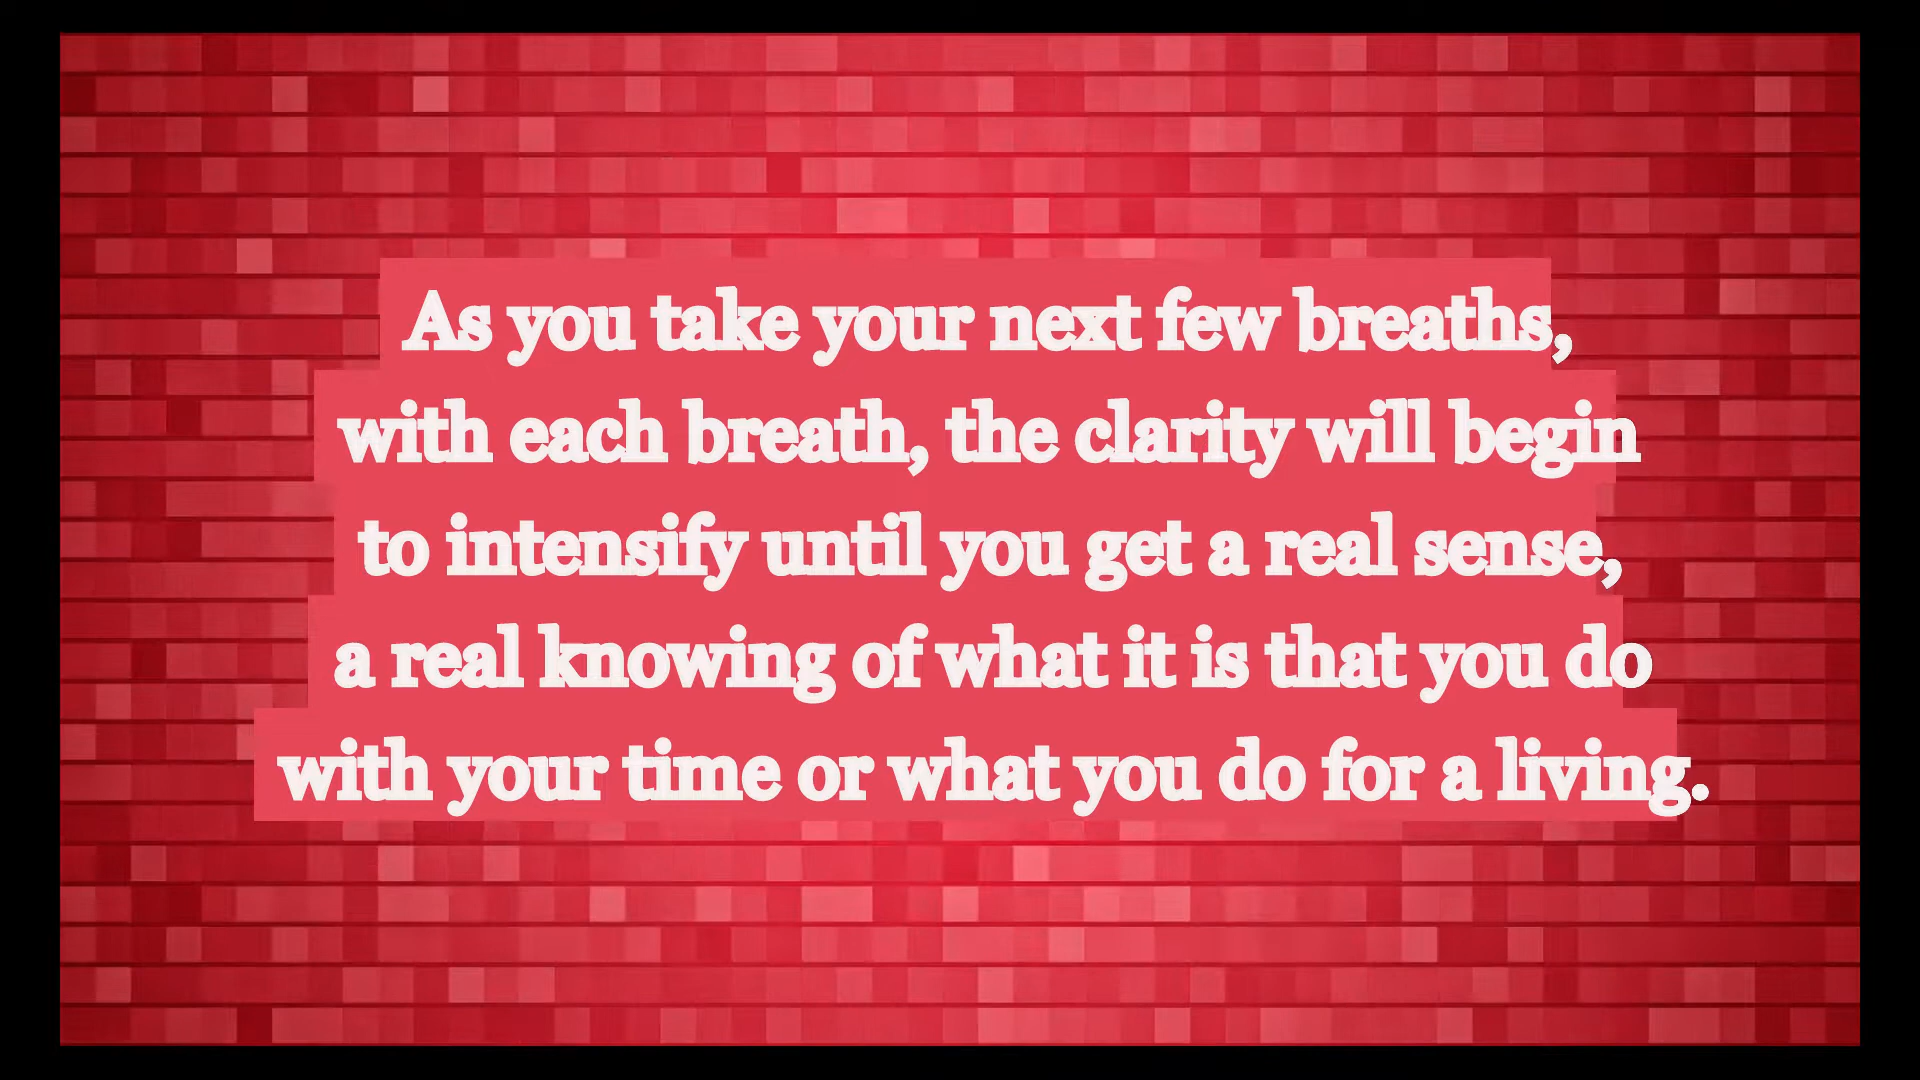 As you take your next few breaths,
with each breath, the clarity will begin
to intensify until you get a real sense,
a real knowing of what it is that you do
with your time or what you do for a living.